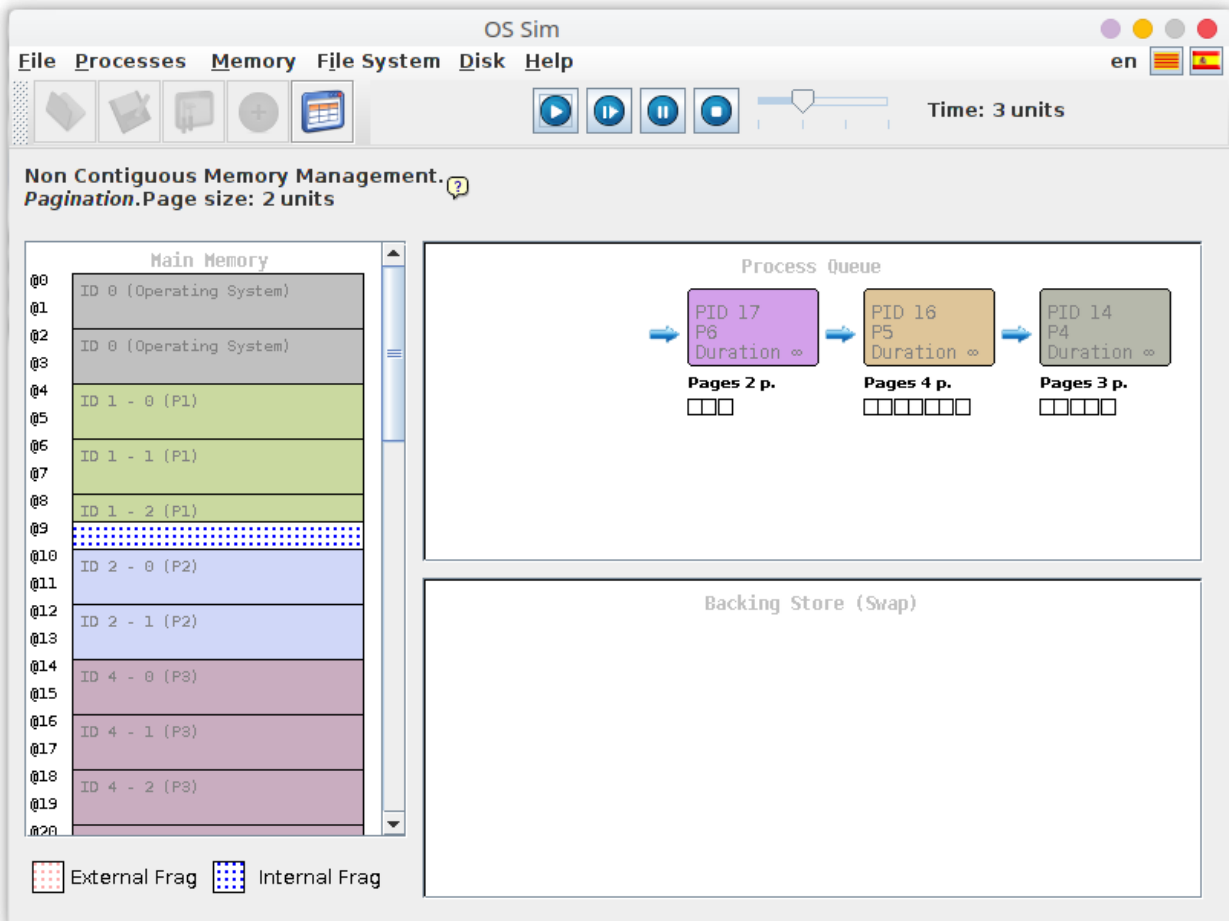 OS Sim
File Processes Memory File System Disk Help en
Time: 3 units
Non Contiguous Memory Management.
Pagination.Page size: 2 units
Main Memory
@0
ID 0 (Operating System)
@1
@2
ID 0 (Operating System)
@3
@4
ID 1 - 0 (P1)
@5
@6
ID 1 - 1 (P1)
@7
@8
ID 1 - 2 (P1)
@9
@10
ID 2 - 0 (P2)
@11
@12
ID 2 - 1 (P2)
@13
@14
ID 4 - 0 (P3)
@15
@16
ID 4 - 1 (P3)
@17
@18
ID 4 - 2 (P3)
@19
@20
External Frag Internal Frag
Process Queue
PID 17
P6
Duration ∞
Pages 2 p.
PID 16
P5
Duration ∞
Pages 4 p.
PID 14
P4
Duration ∞
Pages 3 p.
Backing Store (Swap)